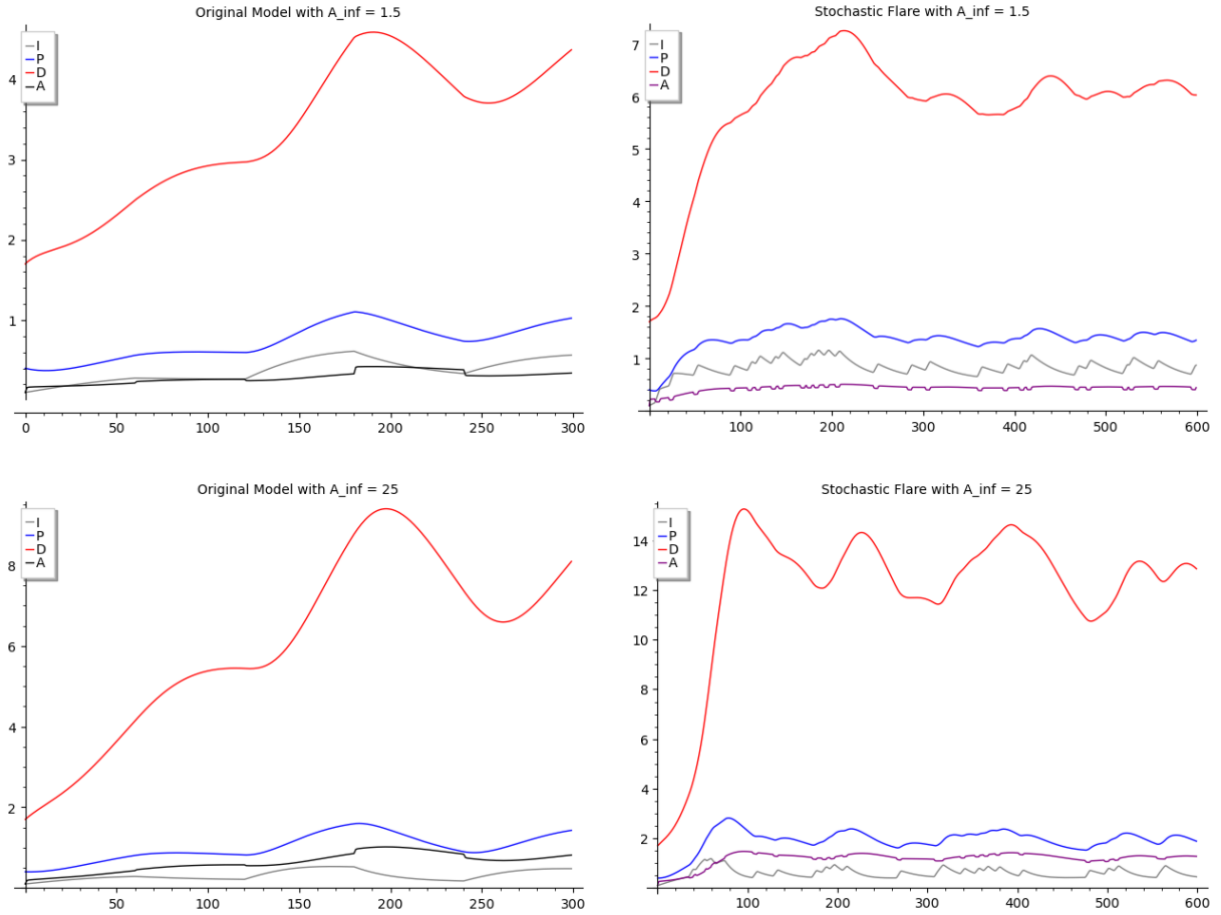 Original Model with A_inf = 1.5
I
P
D
A
4
3
2
1
0 50 100 150 200 250 300
Stochastic Flare with A_inf = 1.5
I
P
D
A
7
6
5
4
3
2
1
100 200 300 400 500 600
Original Model with A_inf = 25
I
P
D
A
8
6
4
2
0 50 100 150 200 250 300
Stochastic Flare with A_inf = 25
I
P
D
A
14
12
10
8
6
4
2
0 100 200 300 400 500 600